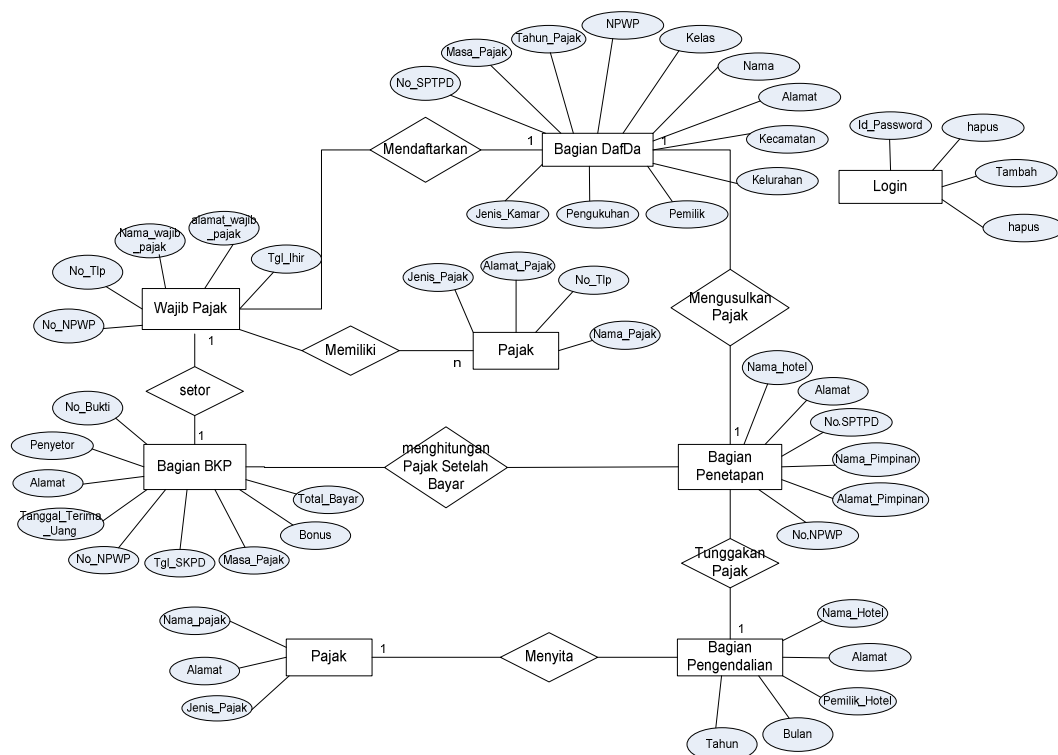 NPWP
Tahun_Pajak
Kelas
Masa_Pajak
Nama
No_SPTPD
Alamat
Id_Password
hapus
Mendaftarkan
1
Bagian DafDa
1
Kecamatan
Tambah
Login
Kelurahan
Jenis_Kamar
Pengukuhan
Pemilik
hapus
alamat_wajib
_pajak
Nama_wajib
_pajak
Tgl_lhir
No_Tlp
Jenis_Pajak
Alamat_Pajak
No_Tlp
Wajib Pajak
Mengusulkan
Pajak
No_NPWP
1
Memiliki
Pajak
n
Nama_Pajak
setor
Nama_hotel
Alamat
No_Bukti
No.SPTPD
1
1
Penyetor
Bagian BKP
menghitungan
Pajak Setelah
Bayar
Bagian
Penetapan
Nama_Pimpinan
Alamat
Total_Bayar
Alamat_Pimpinan
Tanggal_Terima
_Uang
Bonus
No.NPWP
No_NPWP
Tgl_SKPD
Masa_Pajak
Tunggakan
Pajak
Nama_pajak
Nama_Hotel
1
Pajak
1
Menyita
Bagian
Pengendalian
Alamat
Alamat
Jenis_Pajak
Pemilik_Hotel
Tahun
Bulan